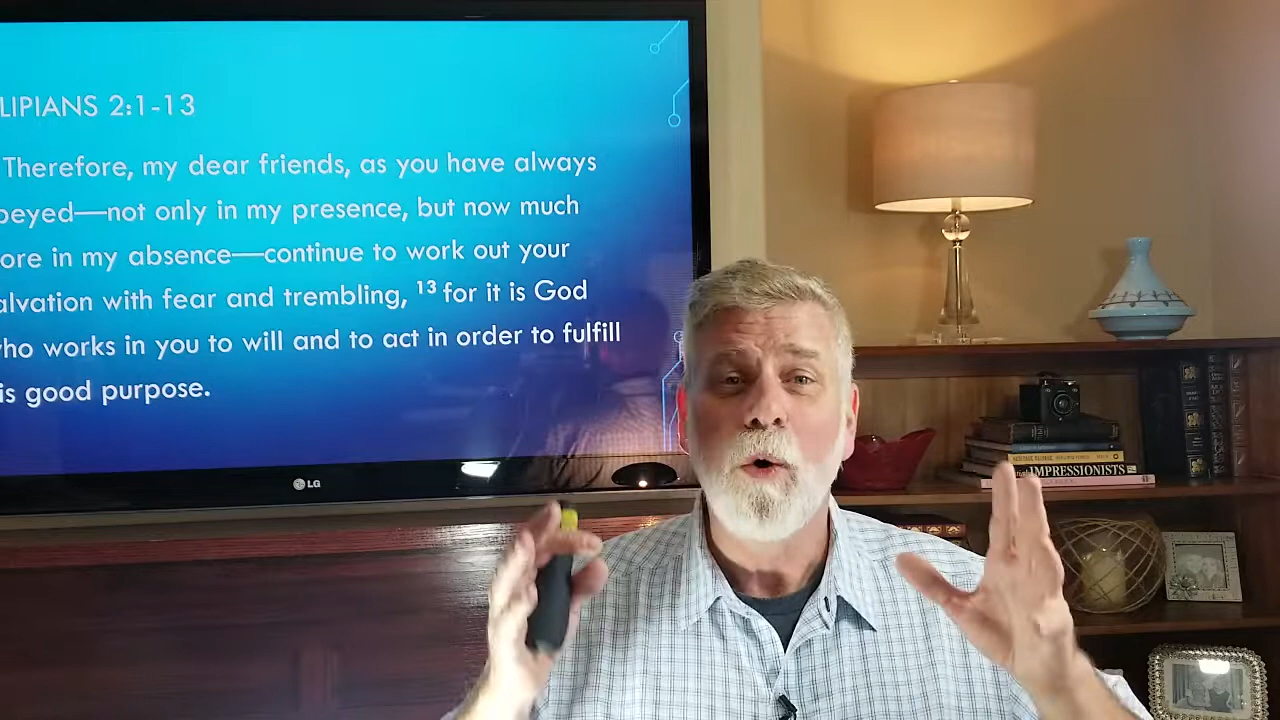 LIPIANS 2:1-13
Therefore, my dear friends, as you have always
beyed—not only in my presence, but now much
ore in my absence—continue to work out your
alvation with fear and trembling, 13 for it is God
who works in you to will and to act in order to fulfill
is good purpose.
LG
IMPRESSIONISTS